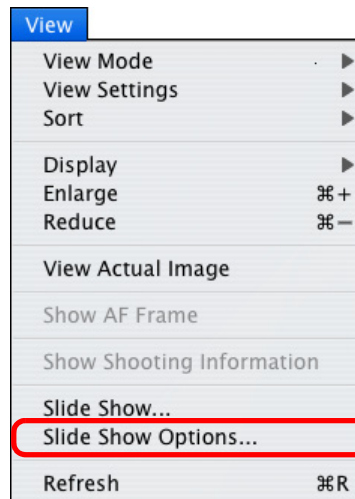 View
View Mode
View Settings
Sort
Display
Enlarge ⌘+
Reduce ⌘−
View Actual Image
Show AF Frame
Show Shooting Information
Slide Show...
Slide Show Options...
Refresh ⌘R